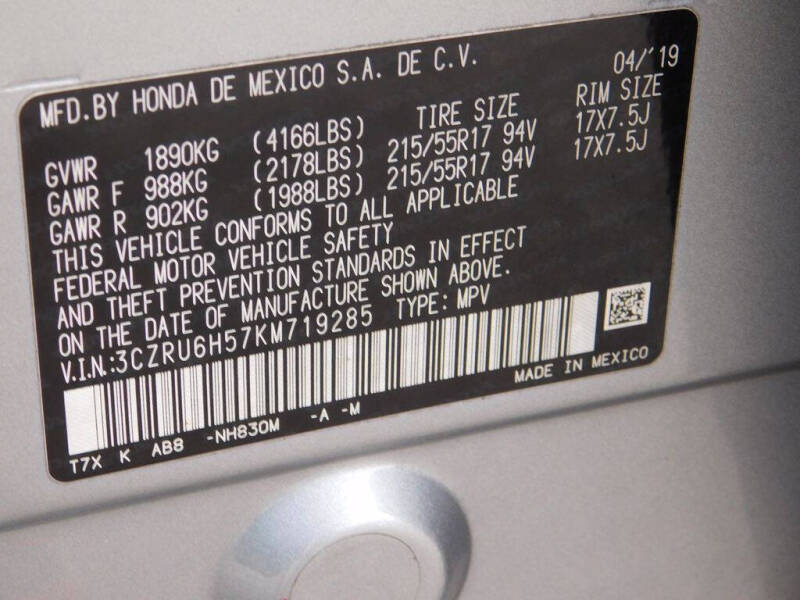 MFD.BY HONDA DE MEXICO S.A. DE C.V. 04/'19
TIRE SIZE RIM SIZE
GVWR 1890KG (4166LBS)
GAWR F 988KG (2178LBS) 215/55R17 94V 17X7.5J
GAWR R 902KG (1988LBS) 215/55R17 94V 17X7.5J
THIS VEHICLE CONFORMS TO ALL APPLICABLE
FEDERAL MOTOR VEHICLE SAFETY
AND THEFT PREVENTION STANDARDS IN EFFECT
ON THE DATE OF MANUFACTURE SHOWN ABOVE.
V.I.N.:3CZRU6H57KM719285 TYPE: MPV
MADE IN MEXICO
T7X K AB8 -NH830M -A -M